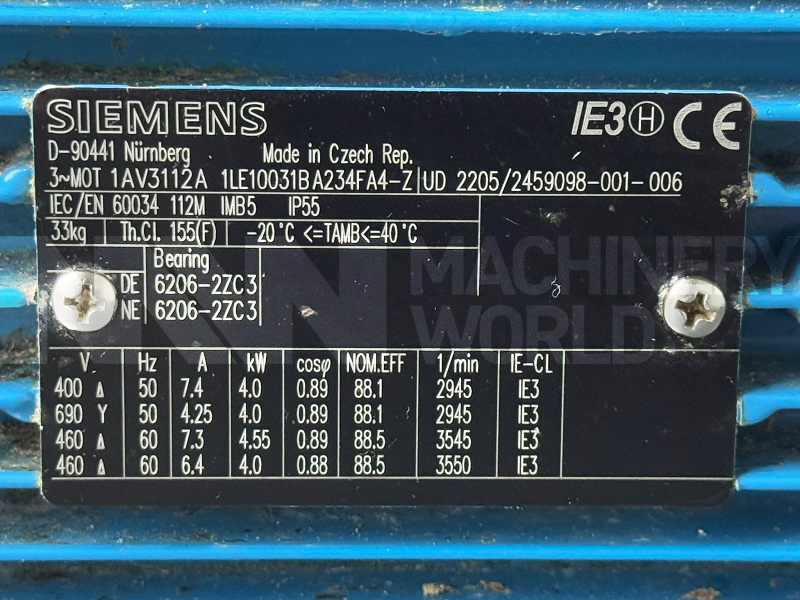 SIEMENS IE3 H CE
D-90441 Nürnberg Made in Czech Rep.
3~MOT 1AV3112A 1LE10031BA234FA4-Z UD 2205/2459098-001-006
IEC/EN 60034 112M IMB5 IP55
33kg Th.Cl. 155(F) -20°C <=TAMB<=40°C
Bearing
DE 6206-2ZC3
NE 6206-2ZC3
MACHINERY
WORLD
V Hz A kW cosφ NOM.EFF 1/min IE-CL
400 Δ 50 7.4 4.0 0.89 88.1 2945 IE3
690 Y 50 4.25 4.0 0.89 88.1 2945 IE3
460 Δ 60 7.3 4.55 0.89 88.5 3545 IE3
460 Δ 60 6.4 4.0 0.88 88.5 3550 IE3